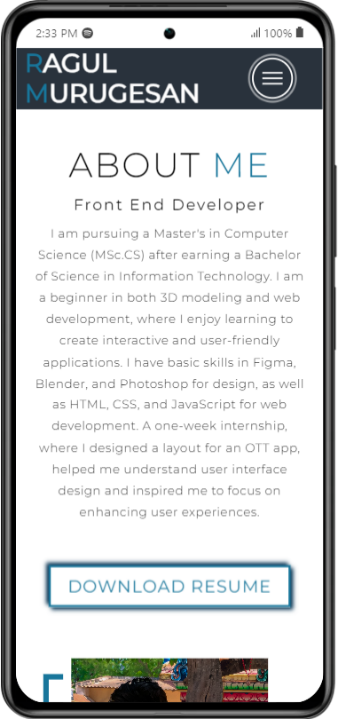 2:33 PM
100%
RAGUL
MURUGESAN
ABOUT ME
Front End Developer
I am pursuing a Master's in Computer
Science (MSc.CS) after earning a Bachelor
of Science in Information Technology. I am
a beginner in both 3D modeling and web
development, where I enjoy learning to
create interactive and user-friendly
applications. I have basic skills in Figma,
Blender, and Photoshop for design, as well
as HTML, CSS, and JavaScript for web
development. A one-week internship,
where I designed a layout for an OTT app,
helped me understand user interface
design and inspired me to focus on
enhancing user experiences.
DOWNLOAD RESUME